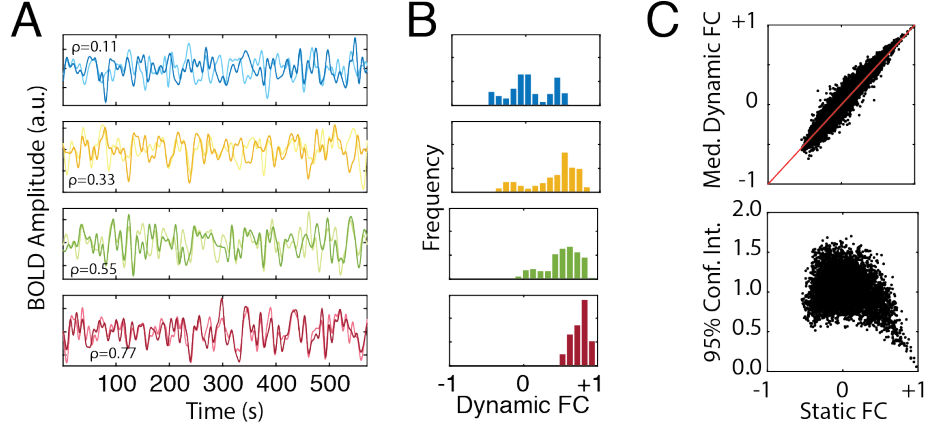 A
B
C
BOLD Amplitude (a.u.)
ρ=0.11
ρ=0.33
ρ=0.55
ρ=0.77
100 200 300 400 500
Time (s)
Frequency
-1 0 +1
Dynamic FC
Med. Dynamic FC
+1
0
-1
95% Conf. Int.
2.0
1.5
1.0
0.5
0.0
-1 0 +1
Static FC